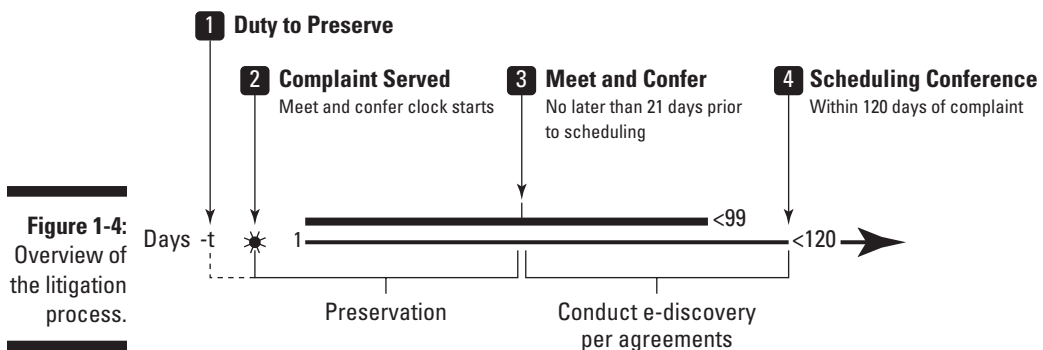 1 Duty to Preserve
2 Complaint Served
Meet and confer clock starts
3 Meet and Confer
No later than 21 days prior
to scheduling
4 Scheduling Conference
Within 120 days of complaint
Figure 1-4:
Overview of
the litigation
process.
Days -t
1
<99
<120
Preservation
Conduct e-discovery
per agreements